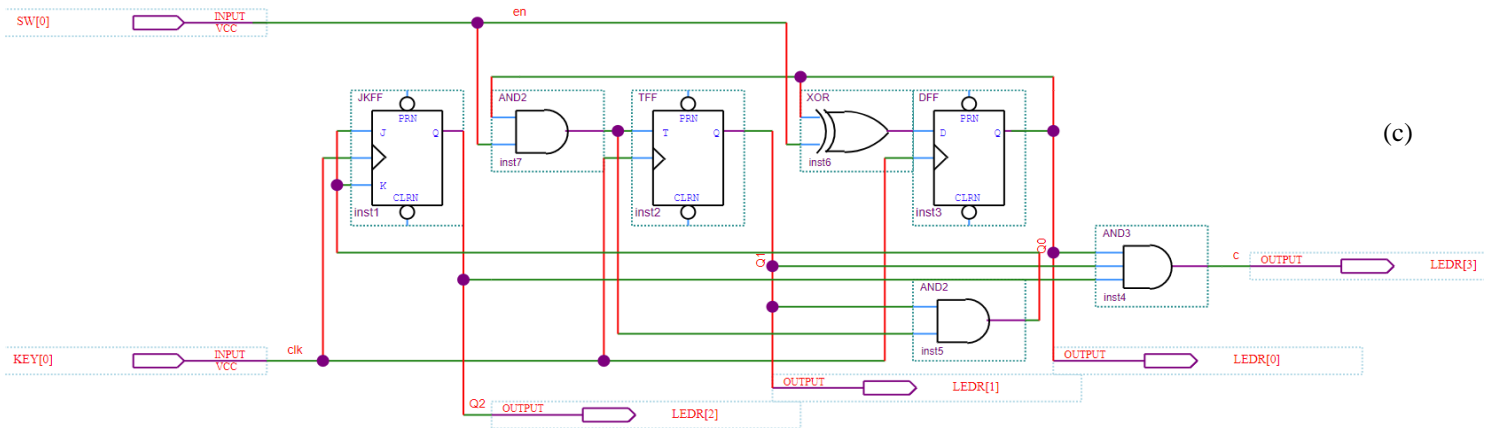 SW[0] INPUT
VCC
en
JKFF AND2 TFF XOR DFF
PRN PRN PRN
J Q T Q D Q
(c)
inst7 inst6
K
CLRN CLRN CLRN
inst1 inst2 inst3
AND3
Q1 Q0
c OUTPUT LEDR[3]
AND2
inst4
clk inst5
KEY[0] INPUT OUTPUT LEDR[0]
VCC
OUTPUT LEDR[1]
Q2 OUTPUT LEDR[2]